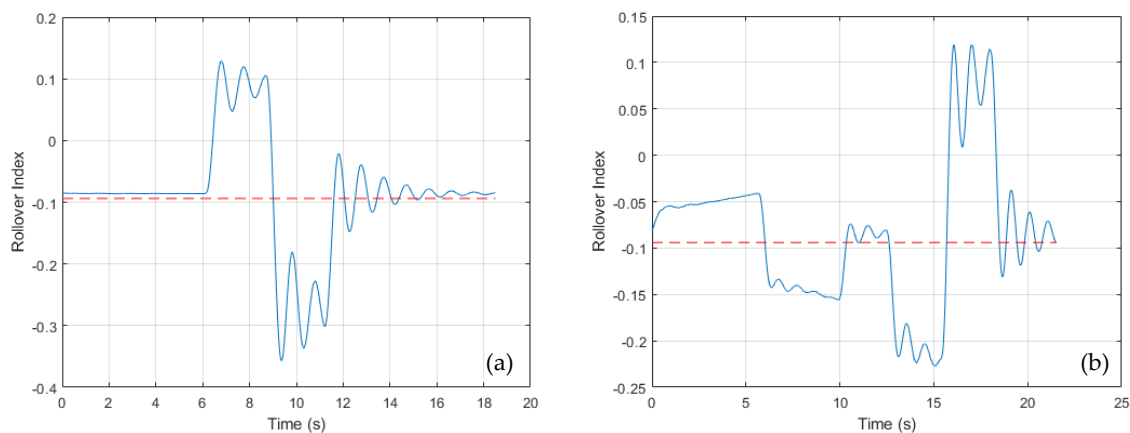 0.2
0.1
0
-0.1
-0.2
-0.3
-0.4
Rollover Index
0 2 4 6 8 10 12 14 16 18 20
Time (s)
(a)
0.15
0.1
0.05
0
-0.05
-0.1
-0.15
-0.2
-0.25
Rollover Index
0 5 10 15 20 25
Time (s)
(b)